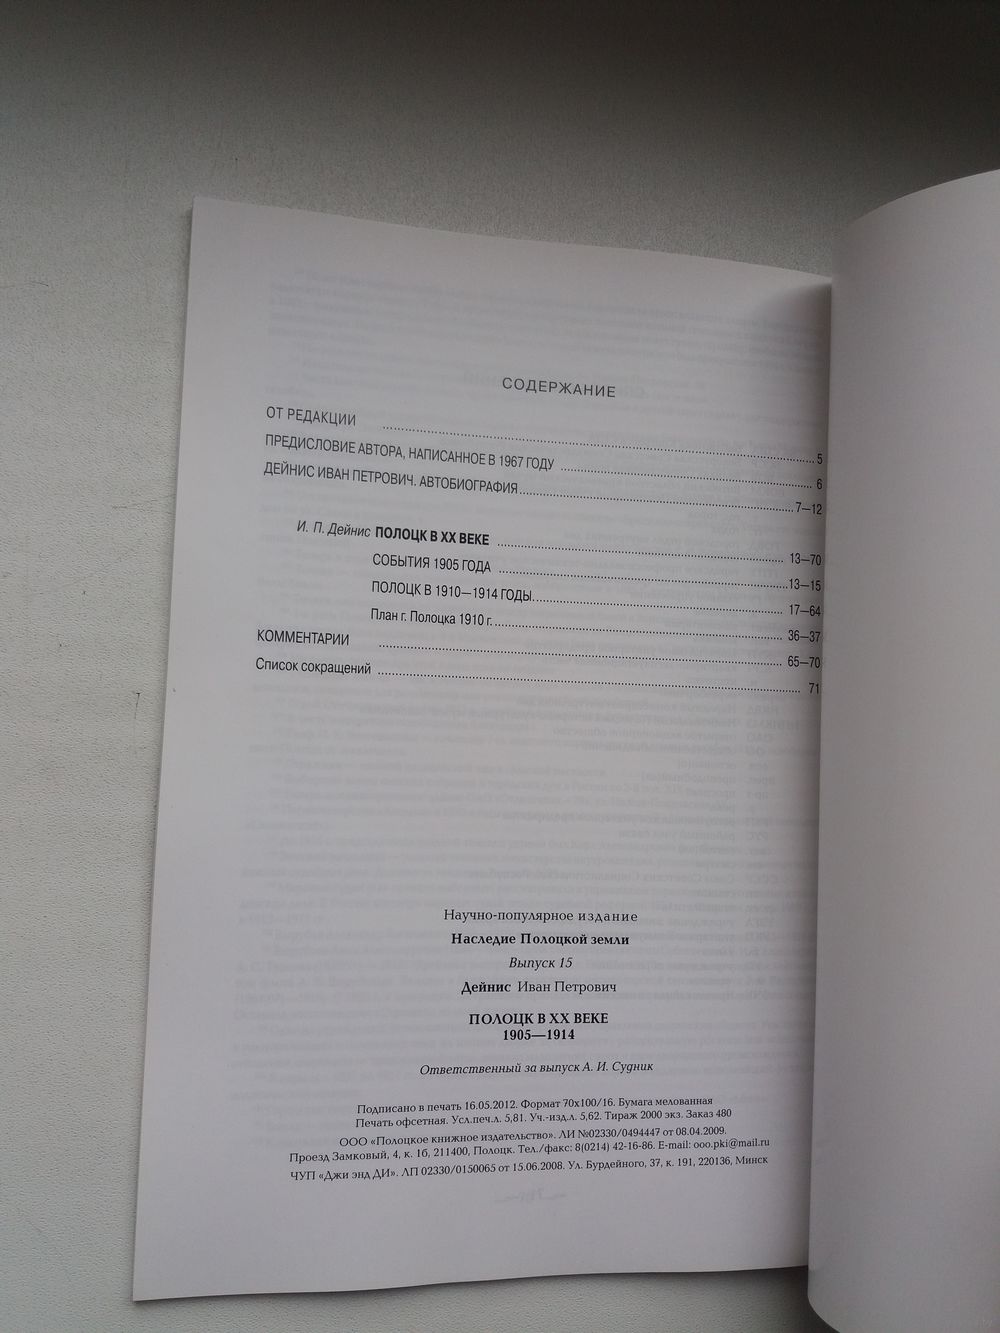 СОДЕРЖАНИЕ
ОТ РЕДАКЦИИ ........ 5
ПРЕДИСЛОВИЕ АВТОРА, НАПИСАННОЕ В 1967 ГОДУ ........ 6
ДЕЙНИС ИВАН ПЕТРОВИЧ. АВТОБИОГРАФИЯ ........ 7—12
И. П. Дейнис ПОЛОЦК В XX ВЕКЕ ........ 13—70
СОБЫТИЯ 1905 ГОДА ........ 13—15
ПОЛОЦК В 1910—1914 ГОДЫ ........ 17—64
План г. Полоцка 1910 г. ........ 36—37
КОММЕНТАРИИ ........ 65—70
Список сокращений ........ 71
Научно-популярное издание
Наследие Полоцкой земли
Выпуск 15
Дейнис Иван Петрович
ПОЛОЦК В XX ВЕКЕ
1905—1914
Ответственный за выпуск А. И. Судник
Подписано в печать 16.05.2012. Формат 70x100/16. Бумага мелованная
Печать офсетная. Усл.печ.л. 5,81. Уч.-изд.л. 5,62. Тираж 2000 экз. Заказ 480
ООО «Полоцкое книжное издательство». ЛИ №02330/0494447 от 08.04.2009.
Проезд Замковый, 4, к. 1б, 211400, Полоцк. Тел./факс: 8(0214) 42-16-86. E-mail: ooo.pki@mail.ru
ЧУП «Джи энд ДИ». ЛП 02330/0150065 от 15.06.2008. Ул. Бурдейного, 37, к. 191, 220136, Минск